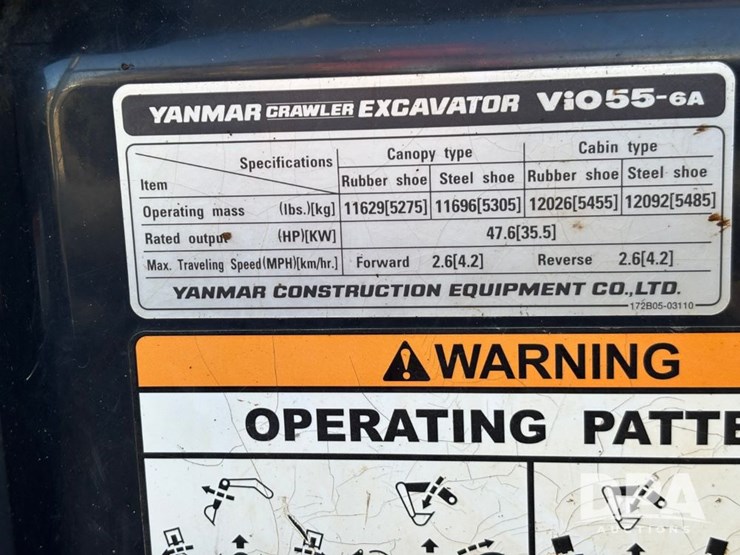 YANMAR CRAWLER EXCAVATOR ViO55-6A
Specifications Canopy type Cabin type
Item Rubber shoe Steel shoe Rubber shoe Steel shoe
Operating mass (lbs.)[kg] 11629[5275] 11696[5305] 12026[5455] 12092[5485]
Rated output (HP)[KW] 47.6[35.5]
Max. Traveling Speed(MPH)[km/hr.] Forward 2.6[4.2] Reverse 2.6[4.2]
YANMAR CONSTRUCTION EQUIPMENT CO.,LTD.
172B05-03110
WARNING
OPERATING PATTE
AUCTIONS